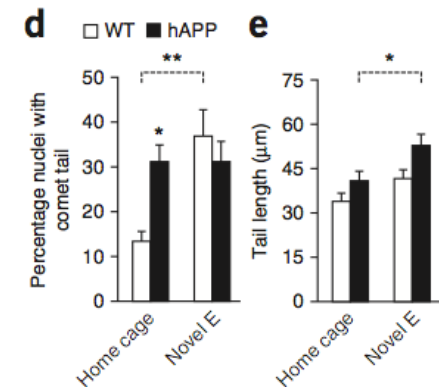 d □ WT ■ hAPP
Percentage nuclei with
comet tail
50
40
30
20
10
0
**
*
Home cage
Novel E
e
Tail length (μm)
75
60
45
30
15
0
*
Home cage
Novel E